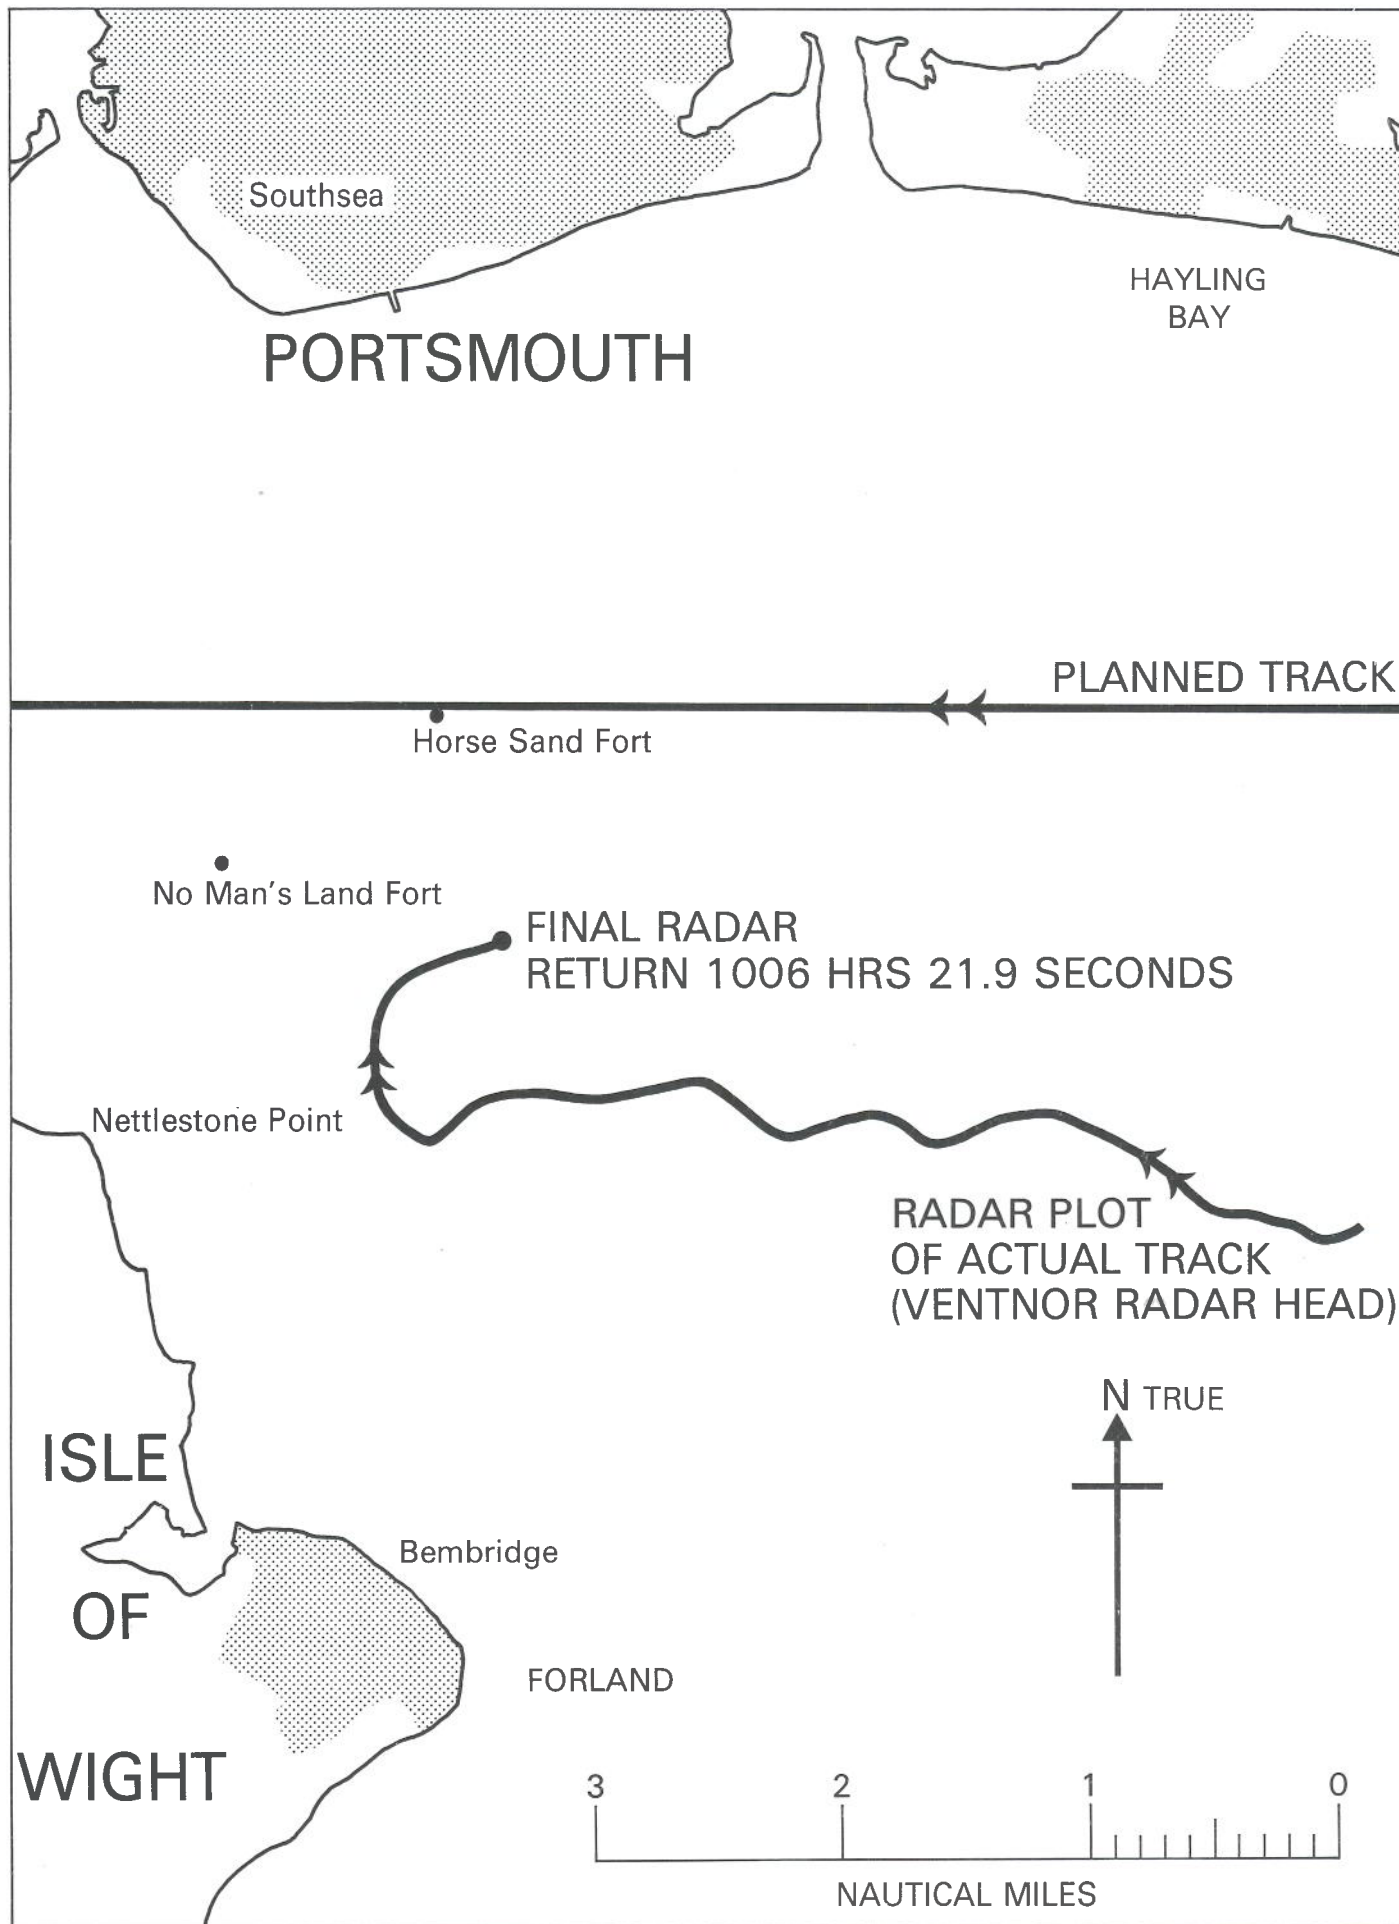 Southsea
HAYLING
BAY
PORTSMOUTH
PLANNED TRACK
Horse Sand Fort
No Man's Land Fort
FINAL RADAR
RETURN 1006 HRS 21.9 SECONDS
Nettlestone Point
RADAR PLOT
OF ACTUAL TRACK
(VENTNOR RADAR HEAD)
N TRUE
ISLE
OF
WIGHT
Bembridge
FORLAND
3 2 1 0
NAUTICAL MILES